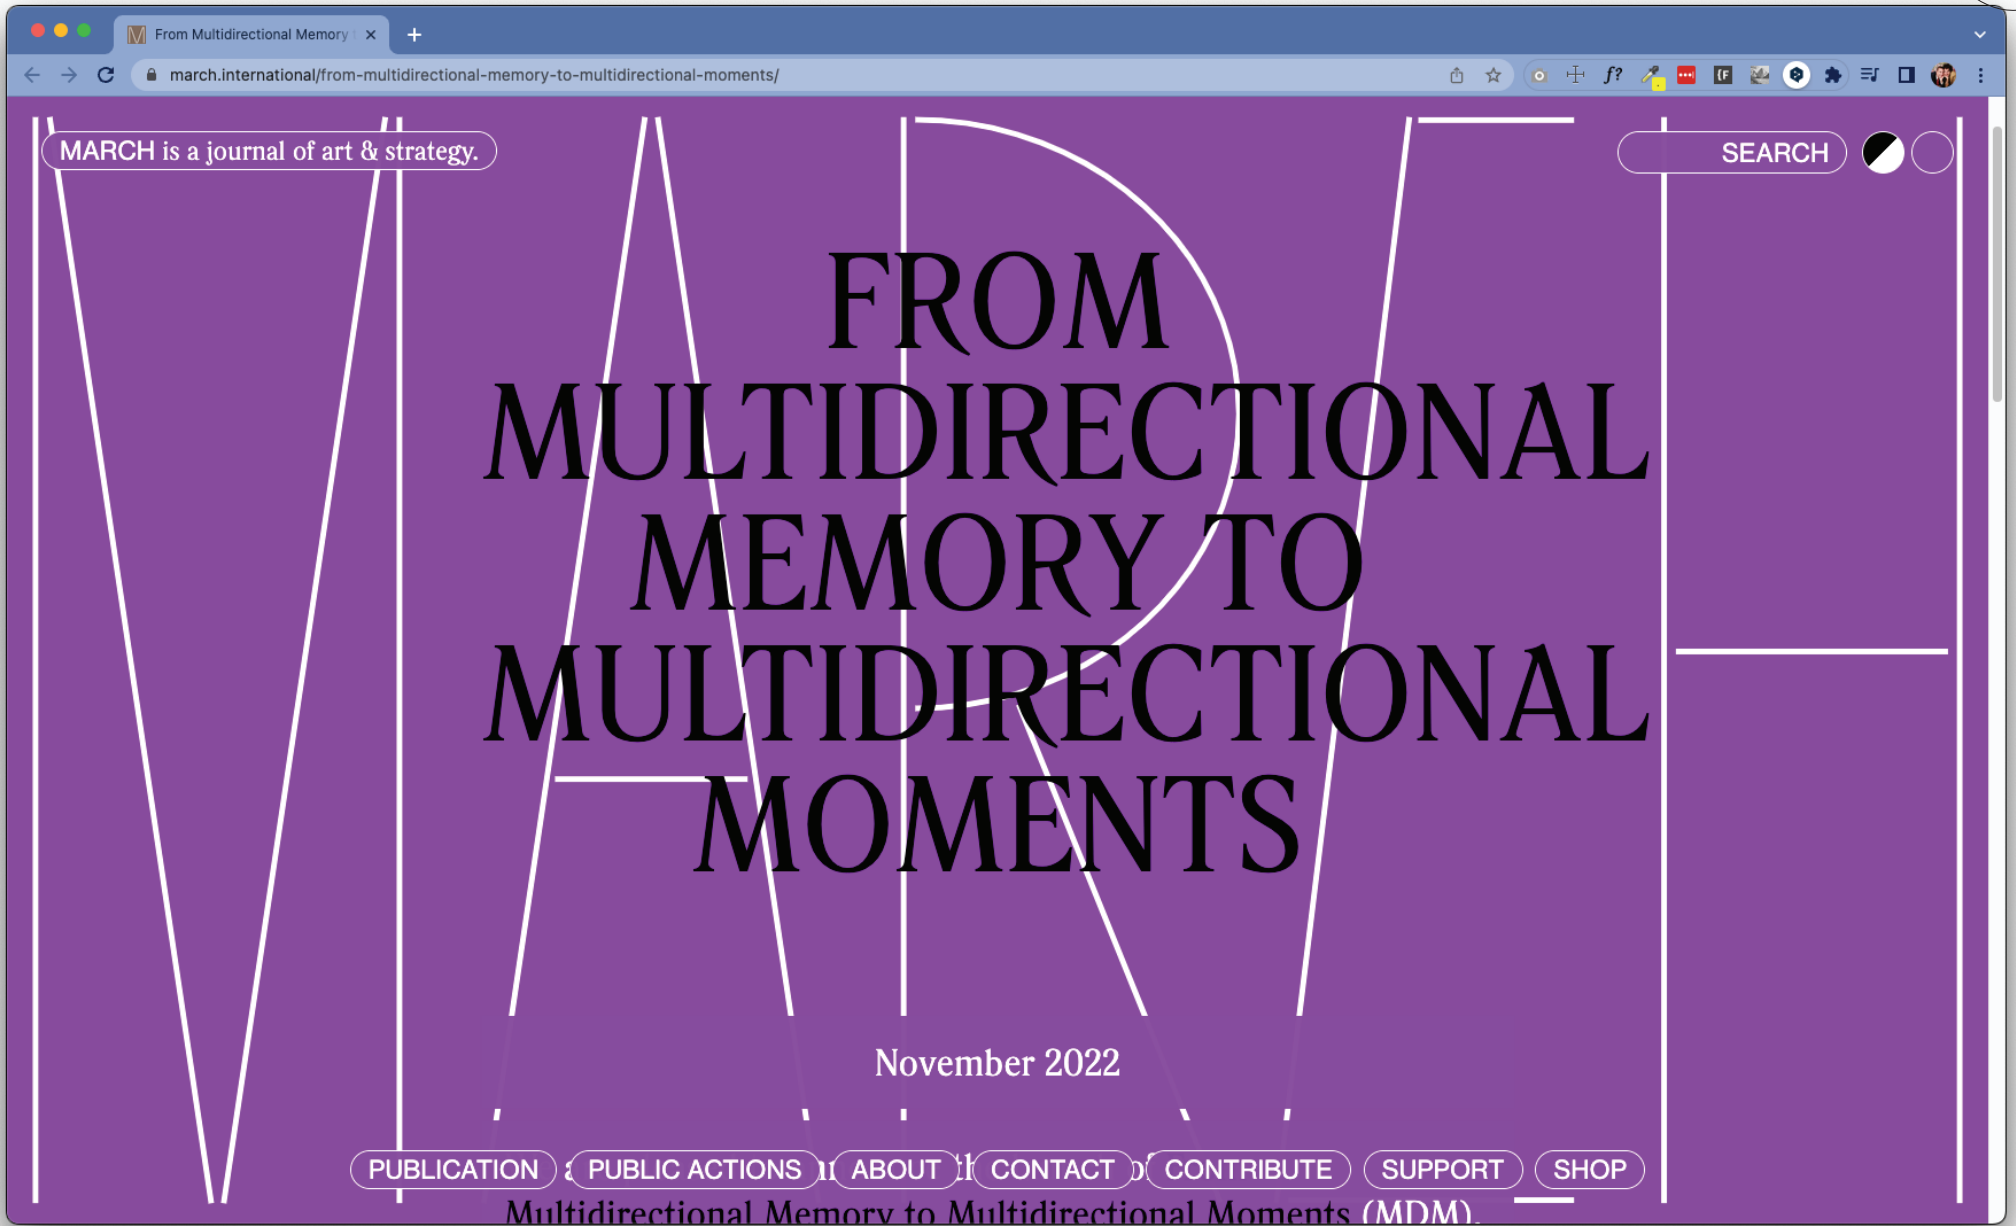 From Multidirectional Memory
march.international/from-multidirectional-memory-to-multidirectional-moments/
MARCH is a journal of art & strategy.
SEARCH
FROM
MULTIDIRECTIONAL
MEMORY TO
MULTIDIRECTIONAL
MOMENTS
November 2022
PUBLICATION PUBLIC ACTIONS ABOUT CONTACT CONTRIBUTE SUPPORT SHOP
Multidirectional Memory to Multidirectional Moments (MDM).